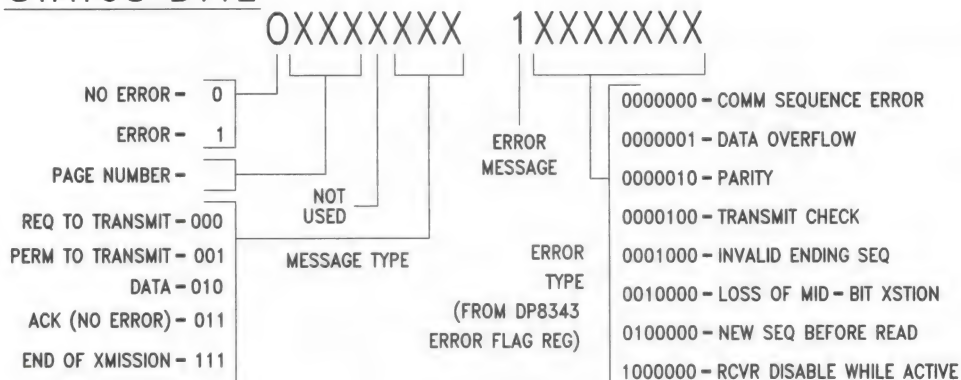 0XXXXXXX 1XXXXXXX
NO ERROR – 0
ERROR – 1
PAGE NUMBER –
NOT
USED
REQ TO TRANSMIT – 000
PERM TO TRANSMIT – 001
DATA – 010
ACK (NO ERROR) – 011
END OF XMISSION – 111
MESSAGE TYPE
ERROR
MESSAGE
ERROR
TYPE
(FROM DP8343
ERROR FLAG REG)
0000000 – COMM SEQUENCE ERROR
0000001 – DATA OVERFLOW
0000010 – PARITY
0000100 – TRANSMIT CHECK
0001000 – INVALID ENDING SEQ
0010000 – LOSS OF MID – BIT XSTION
0100000 – NEW SEQ BEFORE READ
1000000 – RCVR DISABLE WHILE ACTIVE